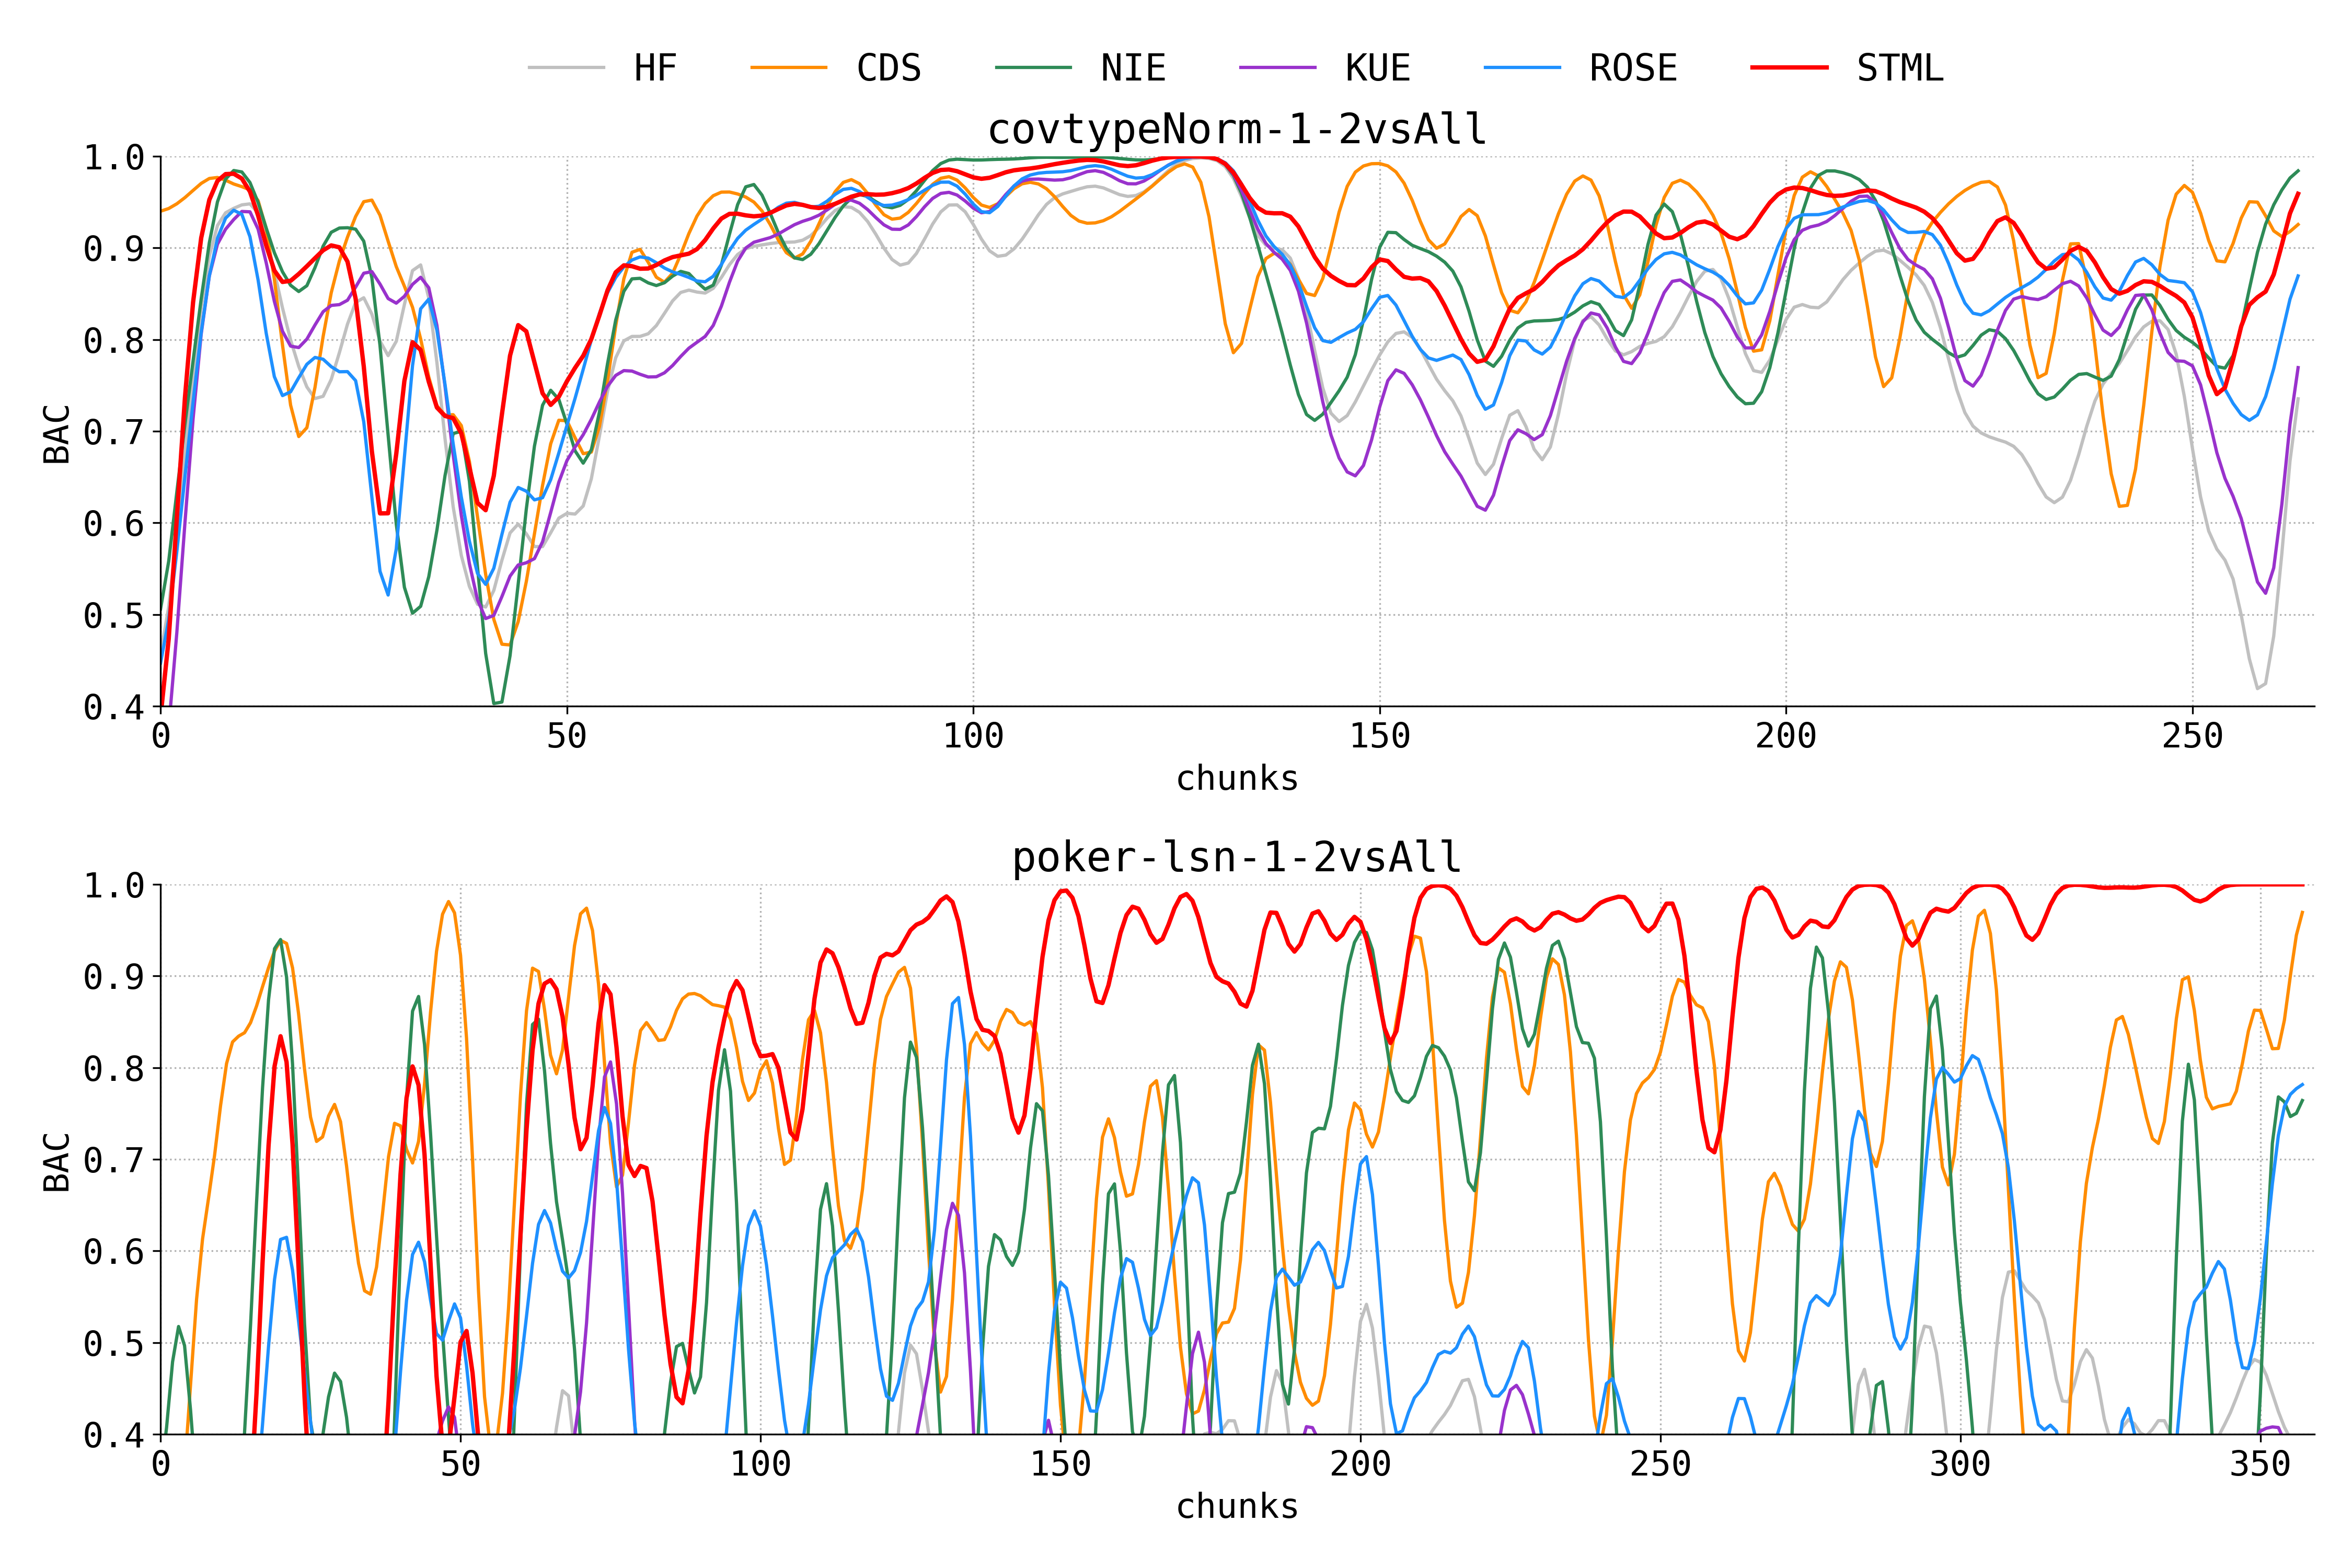 HF CDS NIE KUE ROSE STML
covtypeNorm-1-2vsAll
1.0
0.9
0.8
0.7
0.6
0.5
0.4
BAC
0 50 100 150 200 250
chunks
poker-lsn-1-2vsAll
1.0
0.9
0.8
0.7
0.6
0.5
0.4
BAC
0 50 100 150 200 250 300 350
chunks